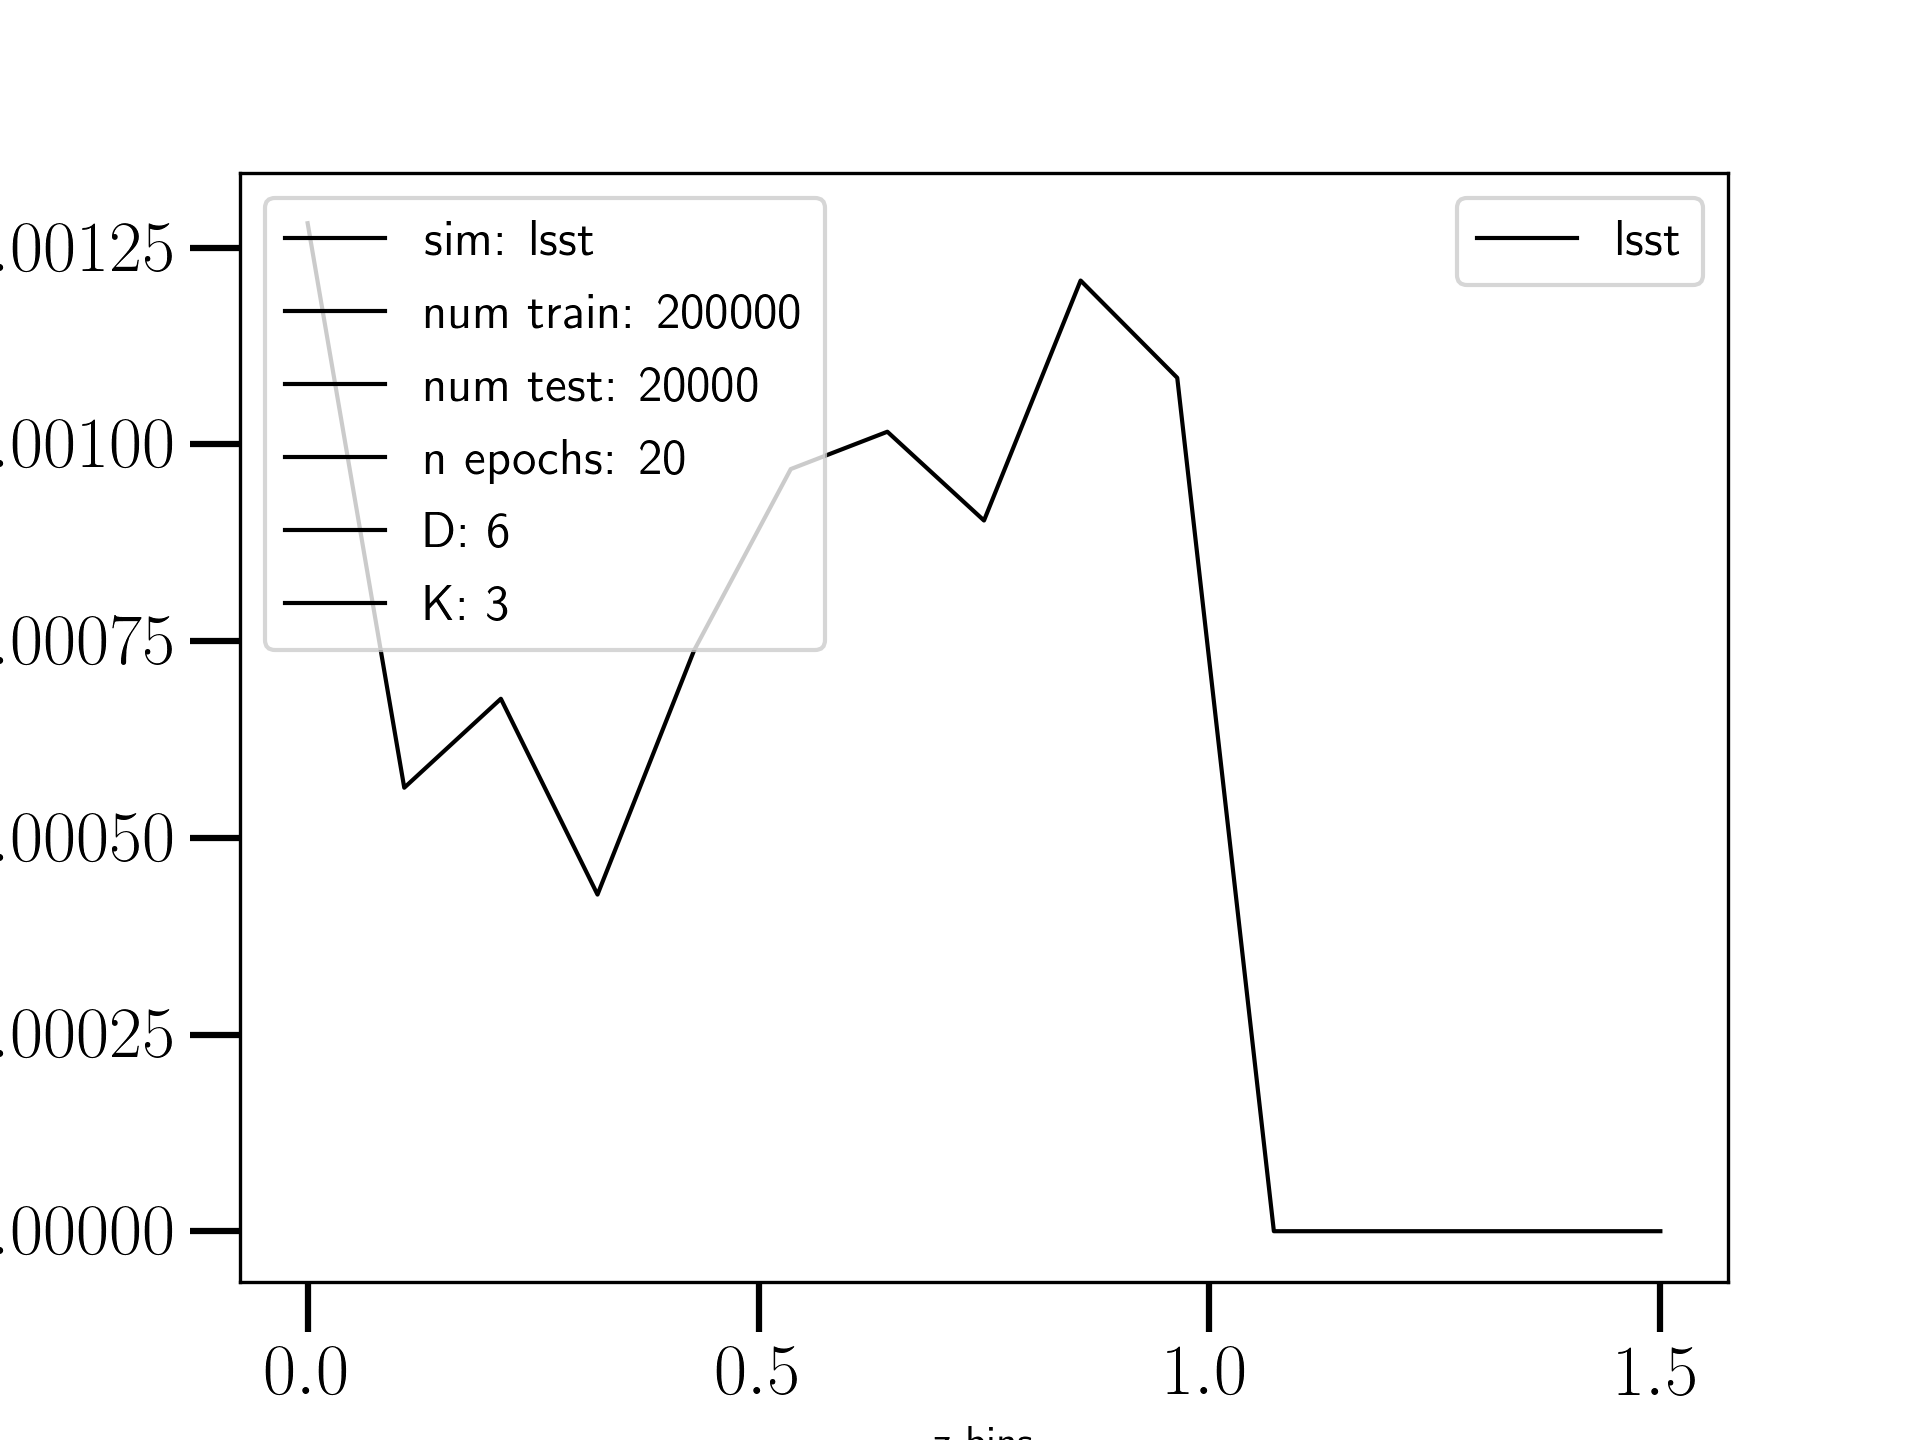 sim: lsst
num train: 200000
num test: 20000
n epochs: 20
D: 6
K: 3
lsst
.00125
.00100
.00075
.00050
.00025
.00000
0.0 0.5 1.0 1.5
z bins